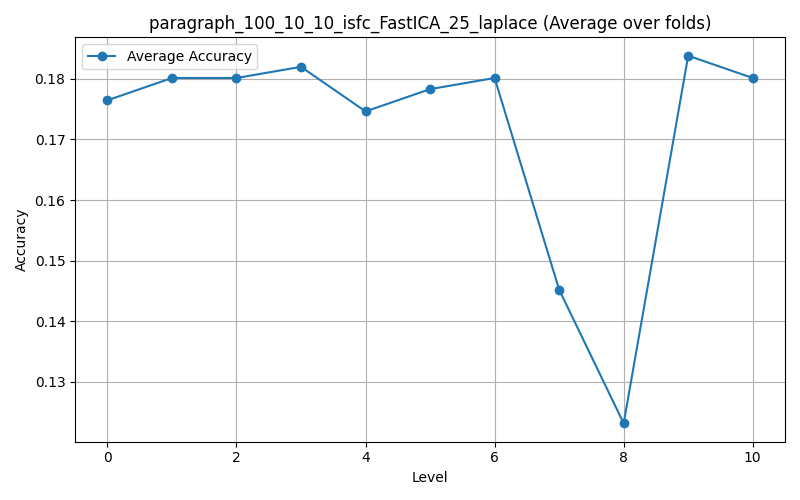 paragraph_100_10_10_isfc_FastICA_25_laplace (Average over folds)
Average Accuracy
0.18
0.17
0.16
0.15
0.14
0.13
Accuracy
0 2 4 6 8 10
Level